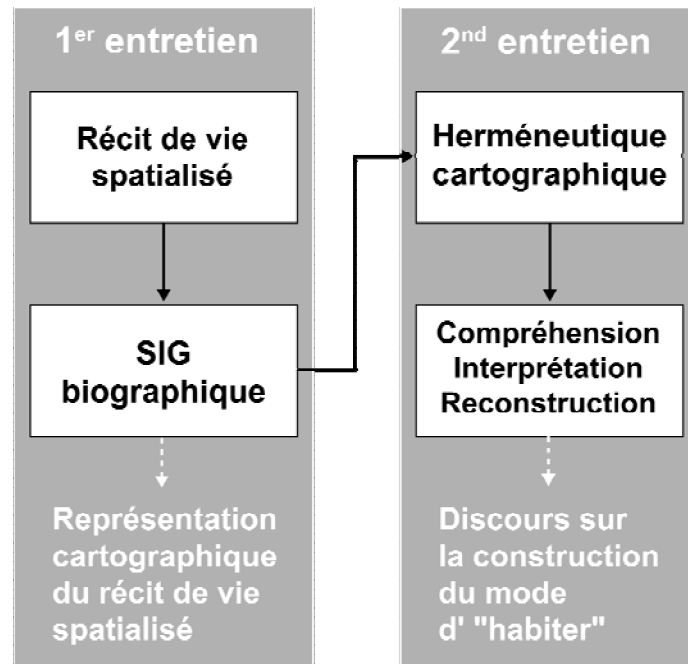 1er entretien
Récit de vie
spatialisé
SIG
biographique
Représentation
cartographique
du récit de vie
spatialisé
2nd entretien
Herméneutique
cartographique
Compréhension
Interprétation
Reconstruction
Discours sur
la construction
du mode
d' "habiter"